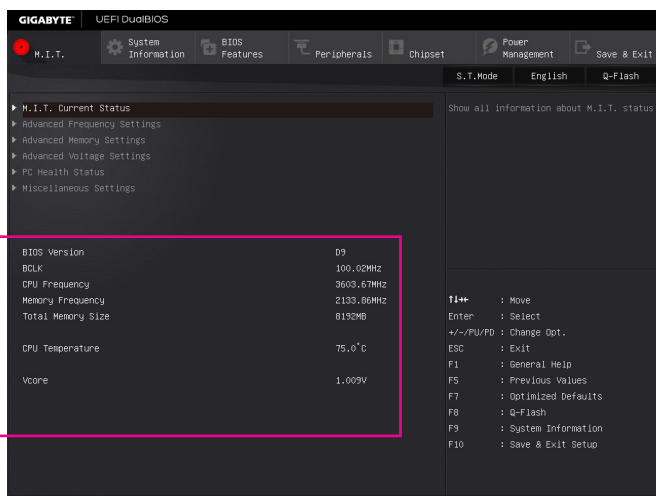 GIGABYTE™ UEFI DualBIOS
M.I.T.
System Information
BIOS Features
Peripherals
Chipset
Power Management
Save & Exit
S.T.Mode English Q-Flash
M.I.T. Current Status
Advanced Frequency Settings
Advanced Memory Settings
Advanced Voltage Settings
PC Health Status
Miscellaneous Settings
Show all information about M.I.T. status
BIOS Version D9
BCLK 100.02MHz
CPU Frequency 3603.67MHz
Memory Frequency 2133.86MHz
Total Memory Size 8192MB
CPU Temperature 75.0°C
Vcore 1.009V
↑↓→← : Move
Enter : Select
+/-/PU/PD : Change Opt.
ESC : Exit
F1 : General Help
F5 : Previous Values
F7 : Optimized Defaults
F8 : Q-Flash
F9 : System Information
F10 : Save & Exit Setup